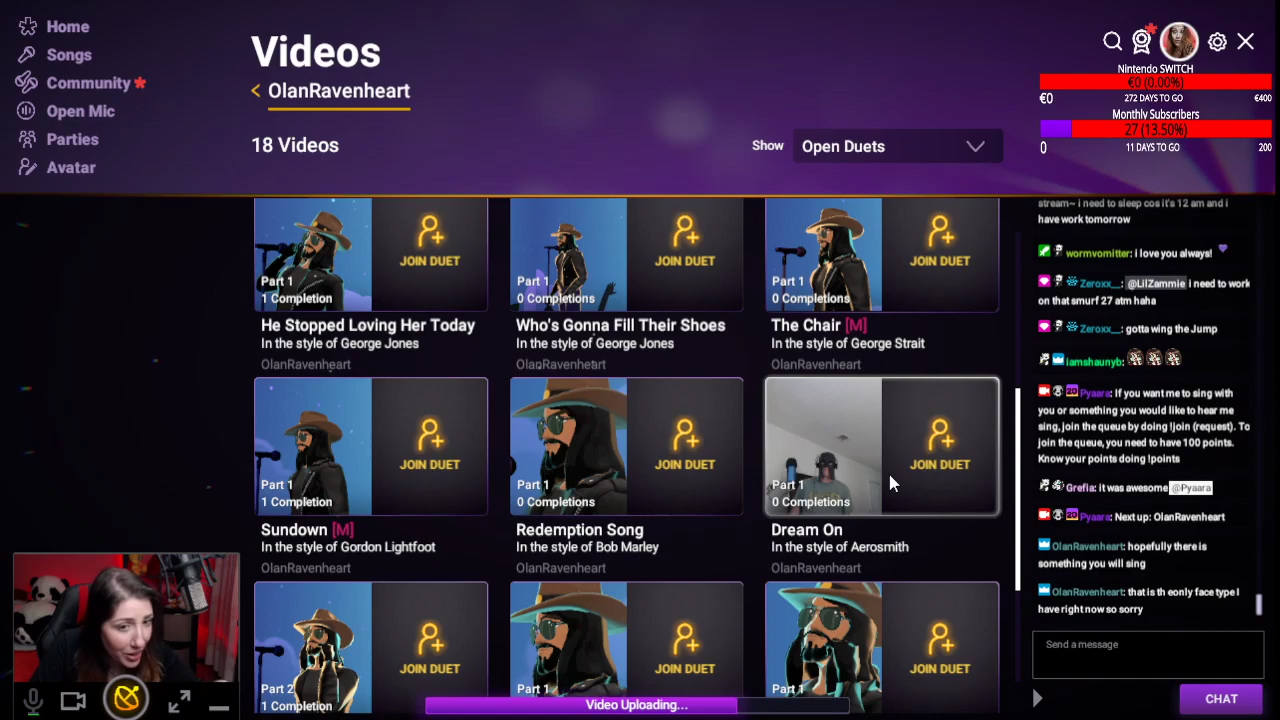 Home
Songs
Community
Open Mic
Parties
Avatar
Videos
< OlanRavenheart
18 Videos
Show
Open Duets
Nintendo SWITCH
€0 (0.00%)
€0
272 DAYS TO GO
€400
Monthly Subscribers
27 (13.50%)
0
11 DAYS TO GO
200
Part 1
1 Completion
JOIN DUET
He Stopped Loving Her Today
In the style of George Jones
OlanRavenheart
Part 1
0 Completions
JOIN DUET
Who's Gonna Fill Their Shoes
In the style of George Jones
OlanRavenheart
Part 1
0 Completions
JOIN DUET
The Chair [M]
In the style of George Strait
OlanRavenheart
Part 1
1 Completion
JOIN DUET
Sundown [M]
In the style of Gordon Lightfoot
OlanRavenheart
Part 1
0 Completions
JOIN DUET
Redemption Song
In the style of Bob Marley
OlanRavenheart
Part 1
0 Completions
JOIN DUET
Dream On
In the style of Aerosmith
OlanRavenheart
Part 2
1 Completion
JOIN DUET
Part 1
JOIN DUET
Part 1
JOIN DUET
Video Uploading...
stream~ i need to sleep cos it's 12 am and i
have work tomorrow
wormvomitter: i love you always!
Zeroxx__: @LilZammie i need to work
on that smurf 27 atm haha
Zeroxx__: gotta wing the Jump
iamshaunyb:
Pyaara: If you want me to sing with
you or something you would like to hear me
sing, join the queue by doing !join (request). To
join the queue, you need to have 100 points.
Know your points doing !points
Grefia: it was awesome @Pyaara
Pyaara: Next up: OlanRavenheart
OlanRavenheart: hopefully there is
something you will sing
OlanRavenheart: that is th eonly face type I
have right now so sorry
Send a message
CHAT